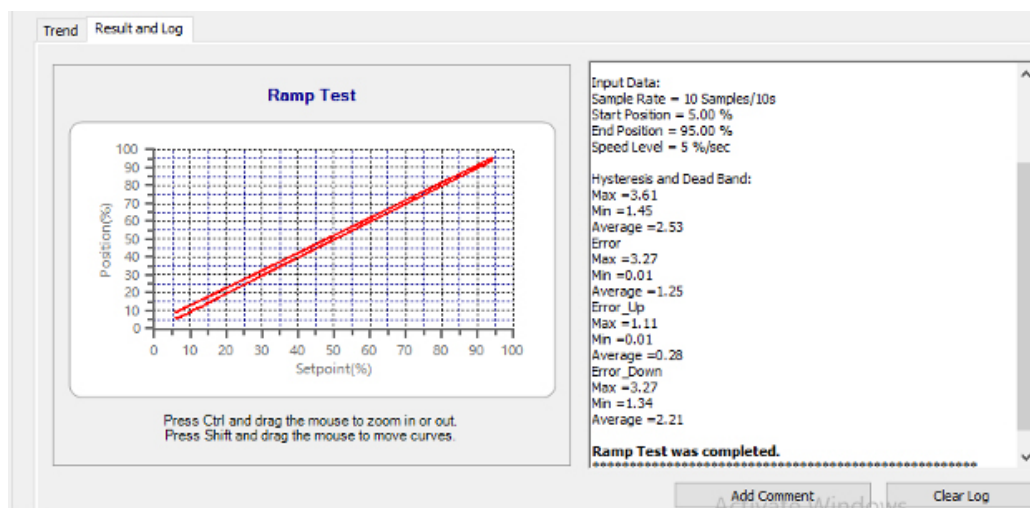 Trend
Result and Log
Ramp Test
100
90
80
70
60
50
40
30
20
10
0
Position(%)
0 10 20 30 40 50 60 70 80 90 100
Setpoint(%)
Press Ctrl and drag the mouse to zoom in or out.
Press Shift and drag the mouse to move curves.
Input Data:
Sample Rate = 10 Samples/10s
Start Position = 5.00 %
End Position = 95.00 %
Speed Level = 5 %/sec
Hysteresis and Dead Band:
Max =3.61
Min =1.45
Average =2.53
Error
Max =3.27
Min =0.01
Average =1.25
Error_Up
Max =1.11
Min =0.01
Average =0.28
Error_Down
Max =3.27
Min =1.34
Average =2.21
Ramp Test was completed.
Add Comment
Clear Log
Activate Windows